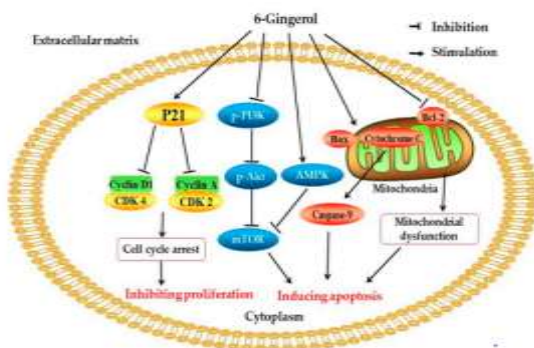 6-Gingerol
Inhibition
Stimulation
Extracellular matrix
P21
p-PI3K
Bcl-2
Bax
Cytochrome C
Cyclin D1
Cyclin A
CDK 4
CDK 2
p-Akt
AMPK
Mitochondria
Caspase-9
Cell cycle arrest
mTOR
Mitochondrial
dysfunction
Inhibiting proliferation
Inducing apoptosis
Cytoplasm